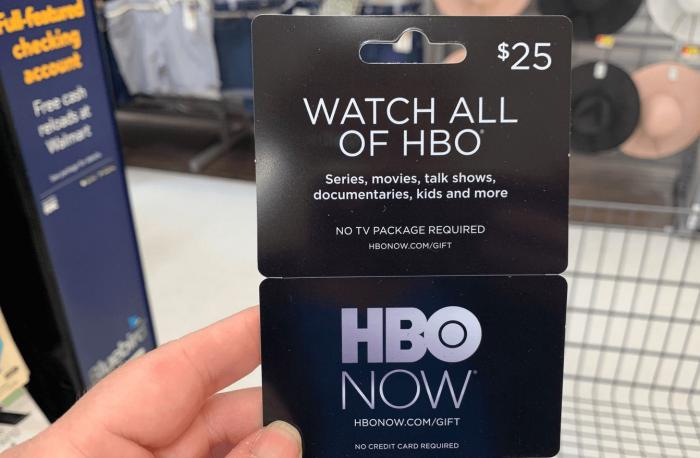 Full-featured
checking
account
Free cash
reloads at
Walmart
bluebird
$25
WATCH ALL
OF HBO®
Series, movies, talk shows,
documentaries, kids and more
NO TV PACKAGE REQUIRED
HBONOW.COM/GIFT
HBO
NOW®
HBONOW.COM/GIFT
NO CREDIT CARD REQUIRED